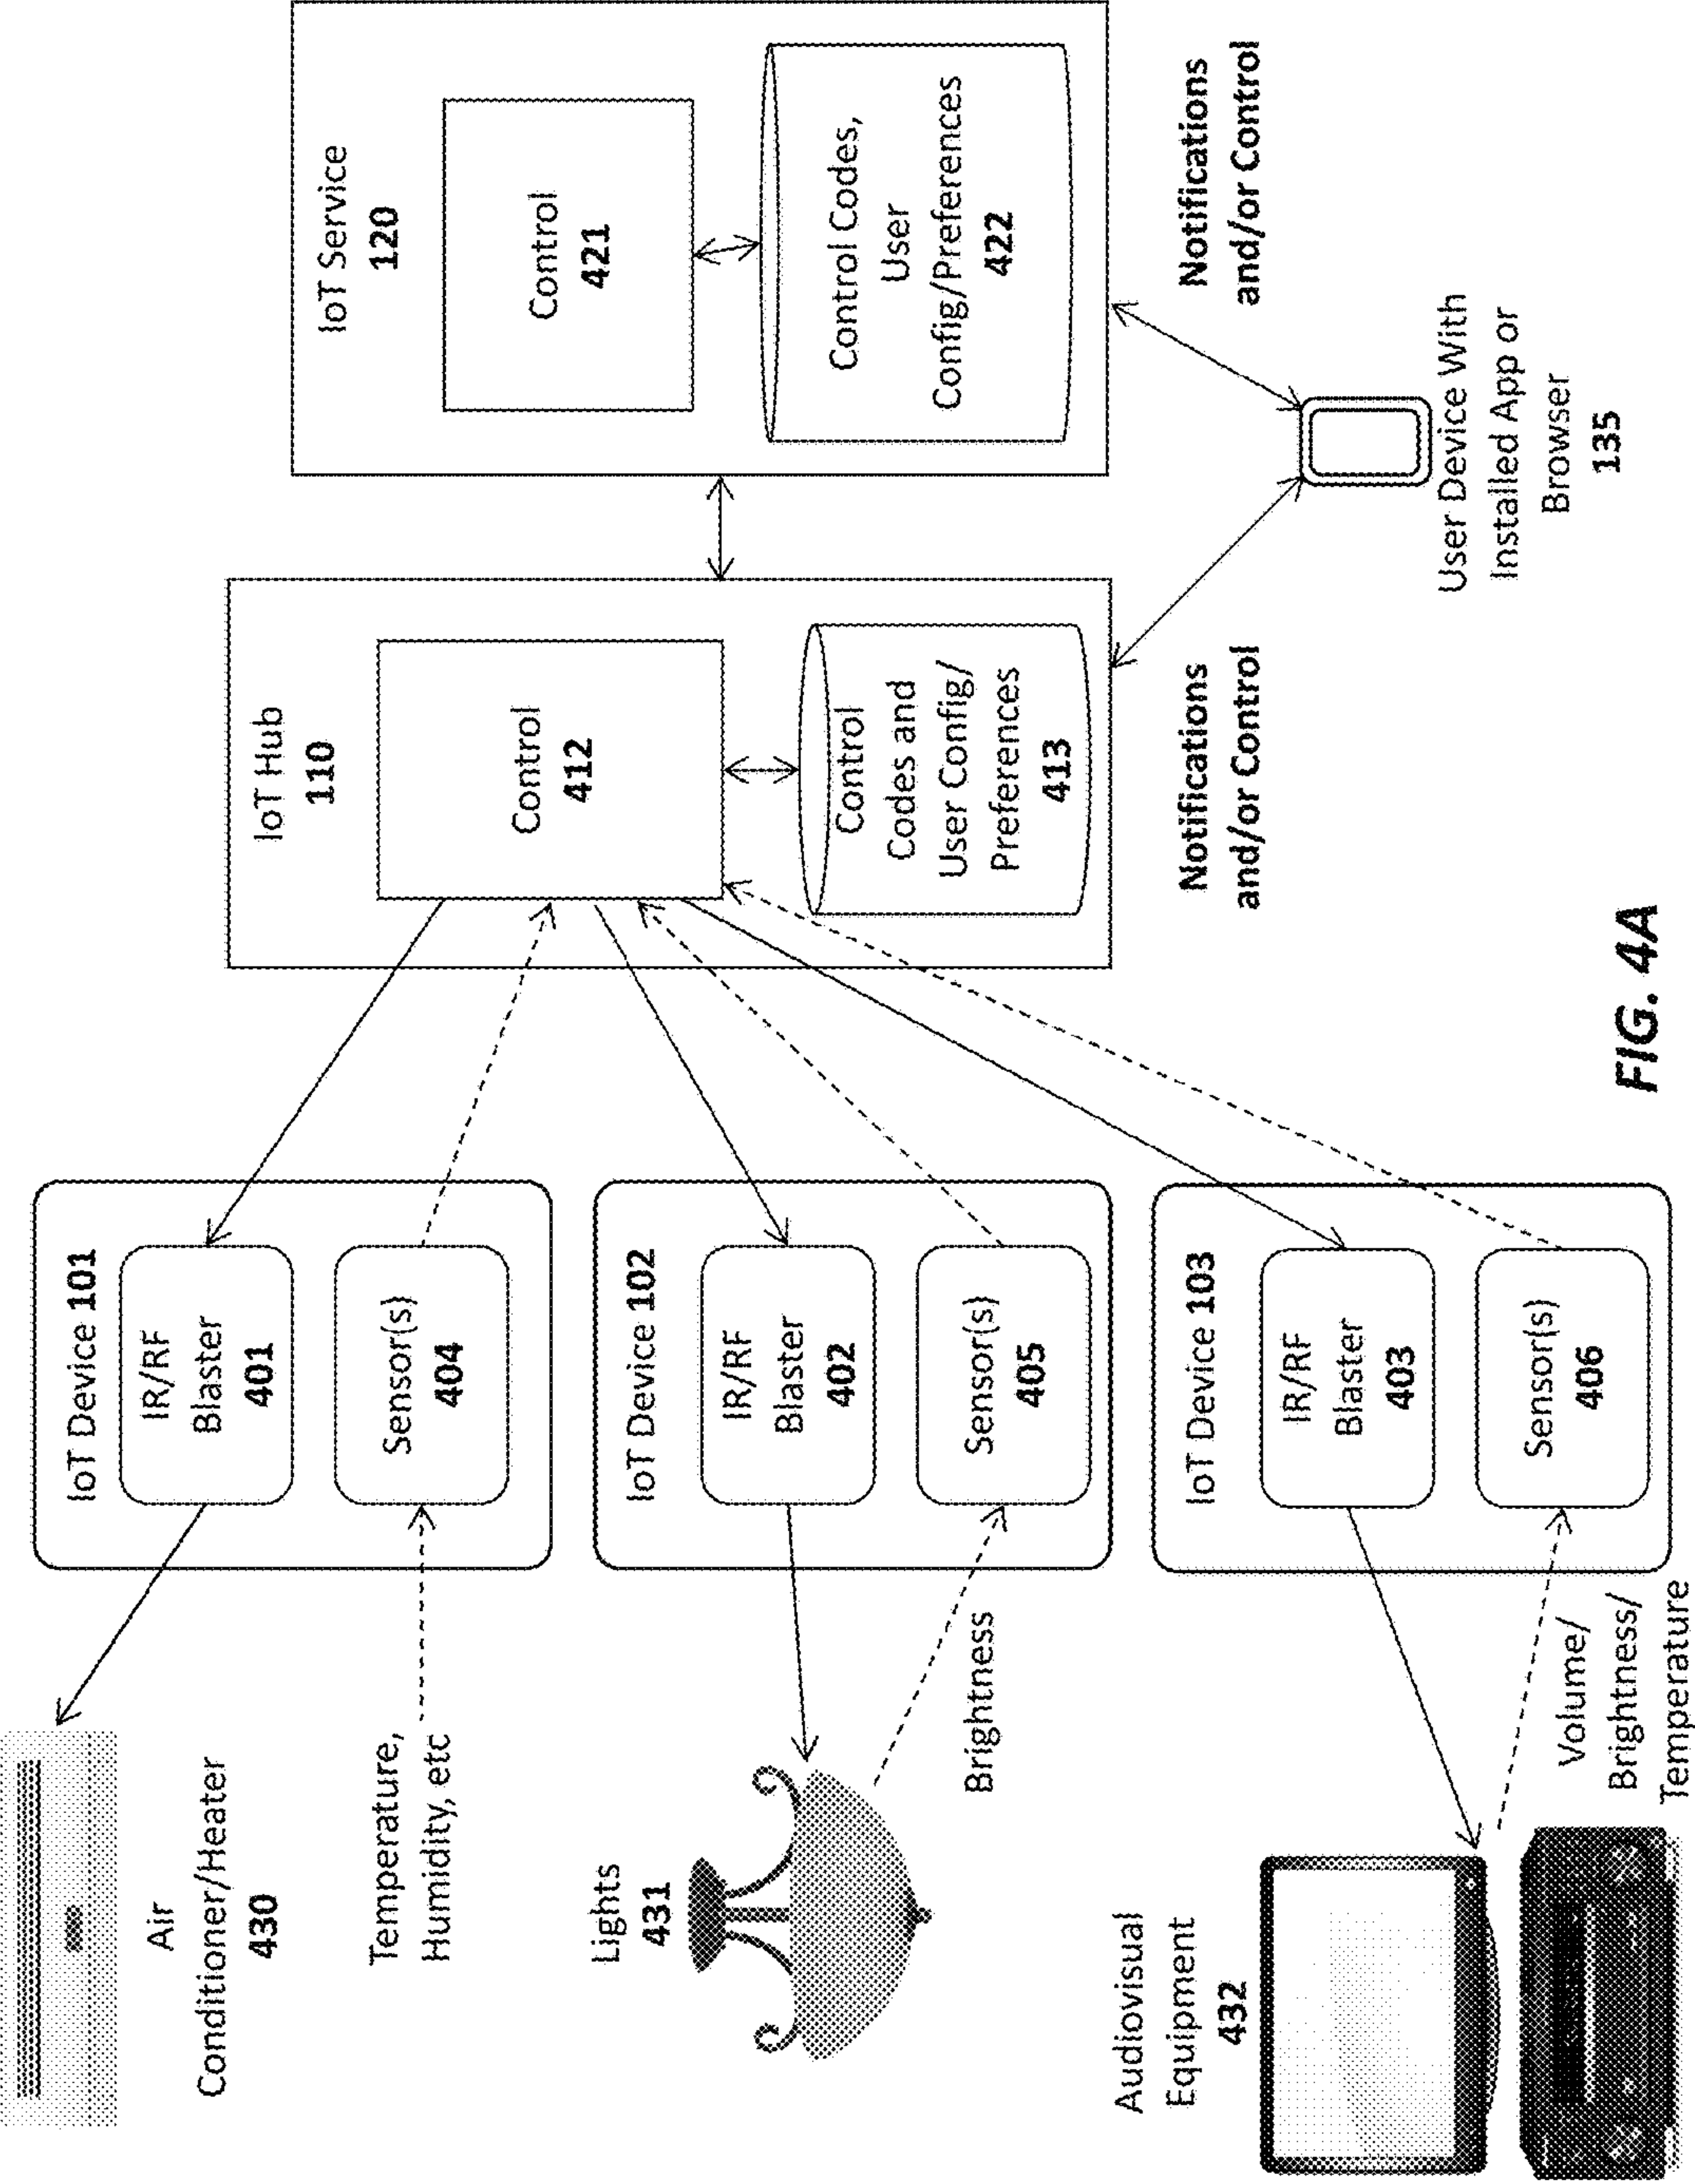 Air
Conditioner/Heater
430
Temperature,
Humidity, etc
Lights
431
Brightness
Audiovisual
Equipment
432
Volume/
Brightness/
Temperature
IoT Device 101
IR/RF
Blaster
401
Sensor(s)
404
IoT Device 102
IR/RF
Blaster
402
Sensor(s)
405
IoT Device 103
IR/RF
Blaster
403
Sensor(s)
406
IoT Hub
110
Control
412
Control
Codes and
User Config/
Preferences
413
Notifications
and/or Control
IoT Service
120
Control
421
Control Codes,
User
Config/Preferences
422
Notifications
and/or Control
User Device With
Installed App or
Browser
135
FIG. 4A